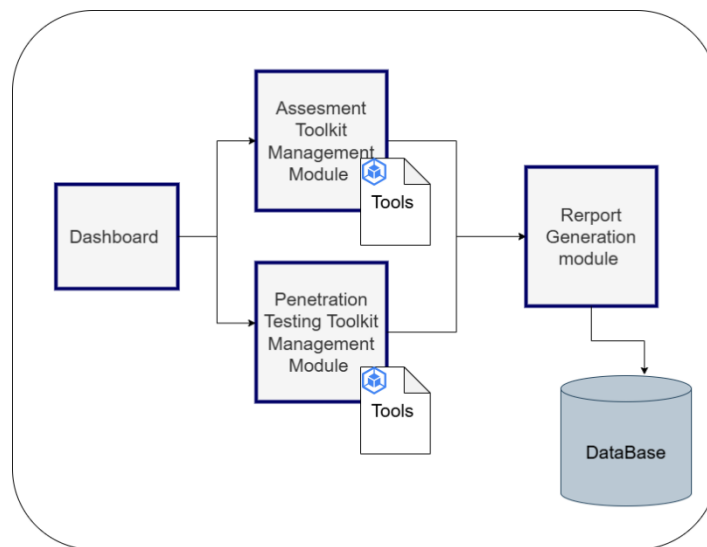 Dashboard
Assesment
Toolkit
Management
Module
Tools
Penetration
Testing Toolkit
Management
Module
Tools
Rerport
Generation
module
DataBase